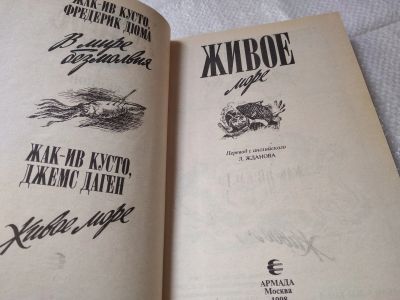 ЖАК-ИВ КУСТО,
ФРЕДЕРИК ДЮМА
В мире
безмолвия
ЖАК-ИВ КУСТО,
ДЖЕМС ДАГЕН
Живое море
ЖИВОЕ
море
Перевод с английского
Л. ЖДАНОВА
АРМАДА
Москва
1998